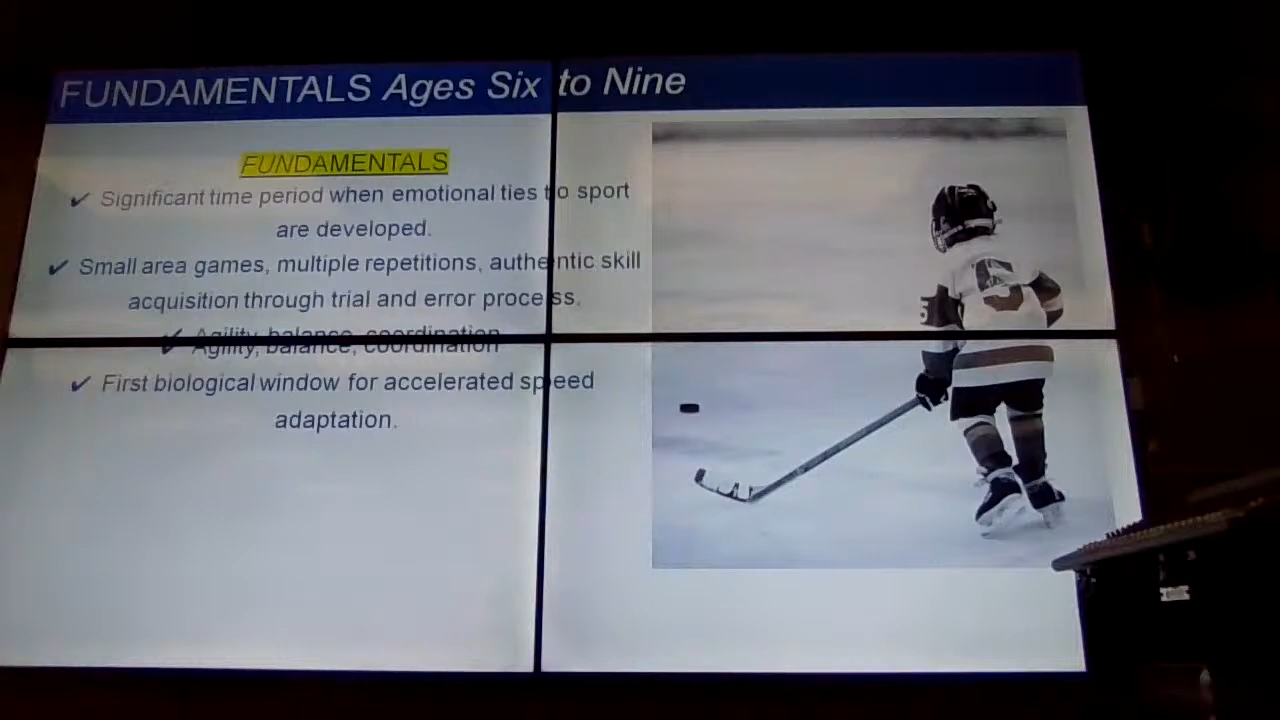 FUNDAMENTALS Ages Six to Nine
FUNDAMENTALS
✔ Significant time period when emotional ties to sport
are developed.
✔ Small area games, multiple repetitions, authentic skill
acquisition through trial and error process.
✔ Agility, balance, coordination
✔ First biological window for accelerated speed
adaptation.
5